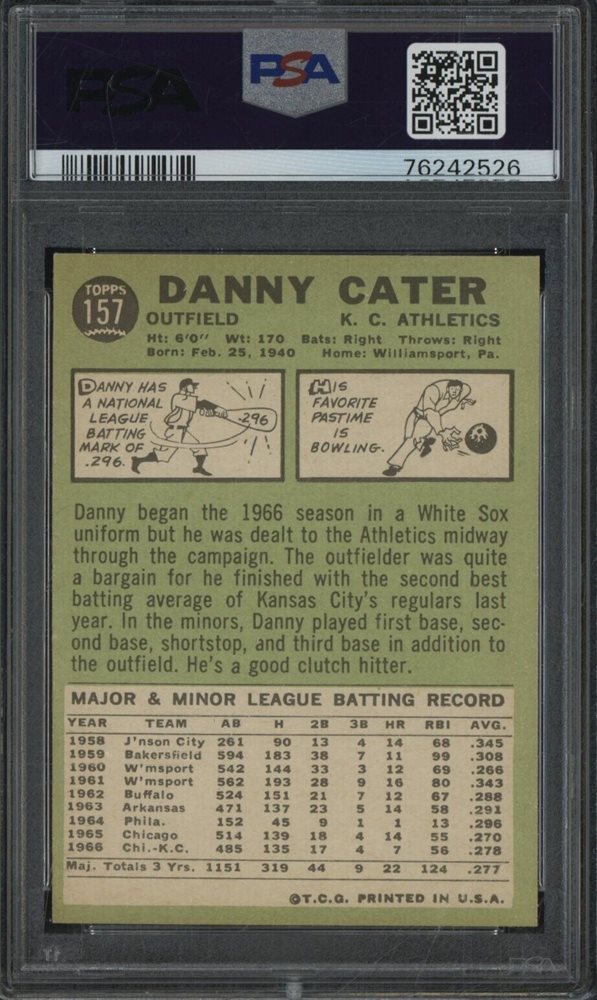 PSA
PSA
76242526
TOPPS
157
DANNY CATER
OUTFIELD K. C. ATHLETICS
Ht: 6'0" Wt: 170 Bats: Right Throws: Right
Born: Feb. 25, 1940 Home: Williamsport, Pa.
DANNY HAS
A NATIONAL
LEAGUE
BATTING
MARK OF
.296.
.296
HIS
FAVORITE
PASTIME
IS
BOWLING.
Danny began the 1966 season in a White Sox
uniform but he was dealt to the Athletics midway
through the campaign. The outfielder was quite
a bargain for he finished with the second best
batting average of Kansas City's regulars last
year. In the minors, Danny played first base, sec-
ond base, shortstop, and third base in addition to
the outfield. He's a good clutch hitter.
MAJOR & MINOR LEAGUE BATTING RECORD
YEAR TEAM AB H 2B 3B HR RBI AVG.
1958 J'nson City 261 90 13 4 14 68 .345
1959 Bakersfield 594 183 38 7 11 99 .308
1960 W'msport 542 144 33 3 12 69 .266
1961 W'msport 562 193 28 9 16 80 .343
1962 Buffalo 524 151 21 7 12 67 .288
1963 Arkansas 471 137 23 5 14 58 .291
1964 Phila. 152 45 9 1 1 13 .296
1965 Chicago 514 139 18 4 14 55 .270
1966 Chi.-K.C. 485 135 17 4 7 56 .278
Maj. Totals 3 Yrs. 1151 319 44 9 22 124 .277
©T.C.G. PRINTED IN U.S.A.
PSA